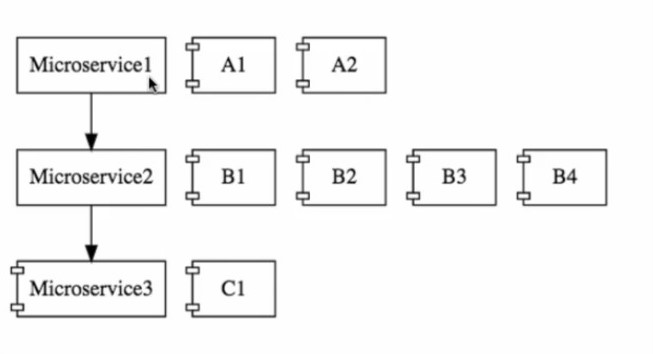 Microservice1 A1 A2
Microservice2 B1 B2 B3 B4
Microservice3 C1